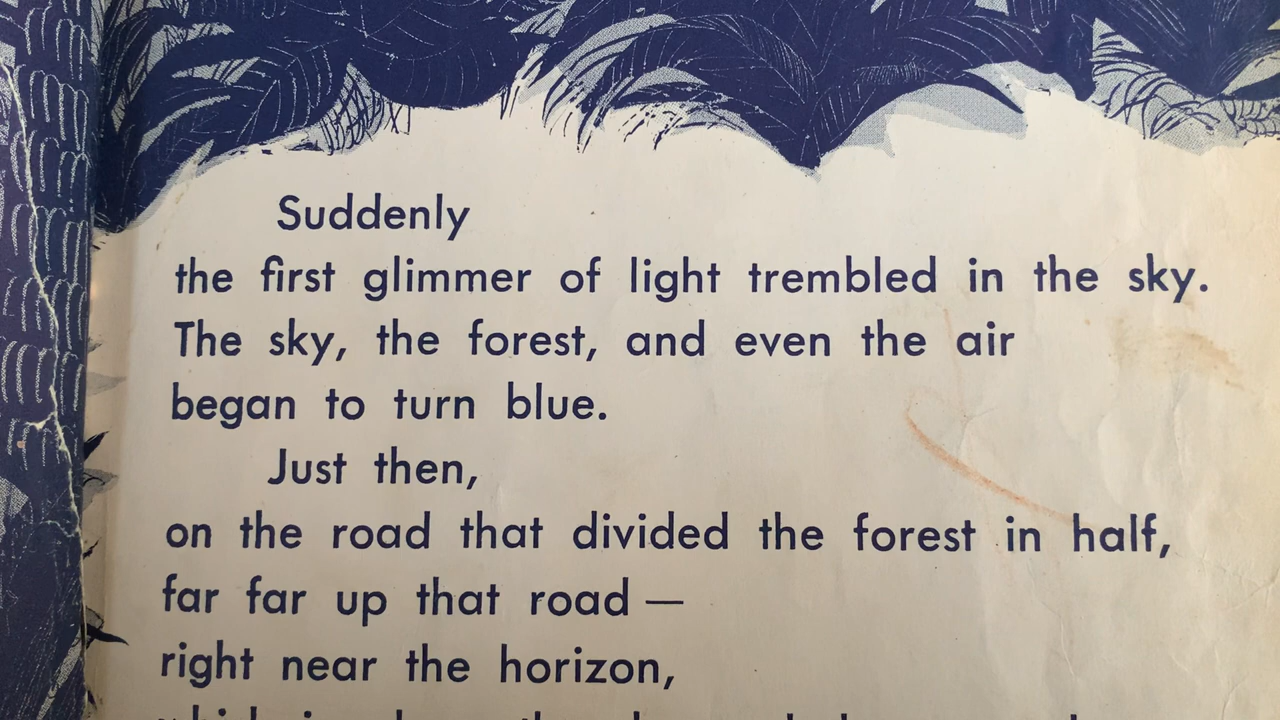 Suddenly
the first glimmer of light trembled in the sky.
The sky, the forest, and even the air
began to turn blue.
Just then,
on the road that divided the forest in half,
far far up that road —
right near the horizon,